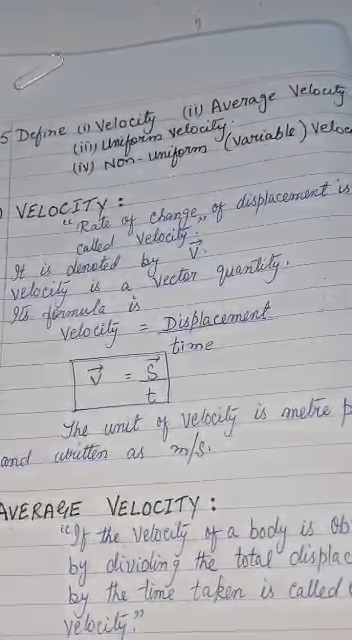 5 Define (i) Velocity (ii) Average Velocity
(iii) Uniform velocity.
(iv) Non-uniform (variable) Veloc
VELOCITY :
"Rate of change" of displacement is
called Velocity.
It is denoted by V⃗.
velocity is a vector quantity.
Its formula is
Velocity = Displacement
time
V⃗ = S⃗
t
The unit of velocity is metre p
and written as m/s.
AVERAGE VELOCITY :
"If the velocity of a body is Ob
by dividing the total displac
by the time taken is called
velocity."